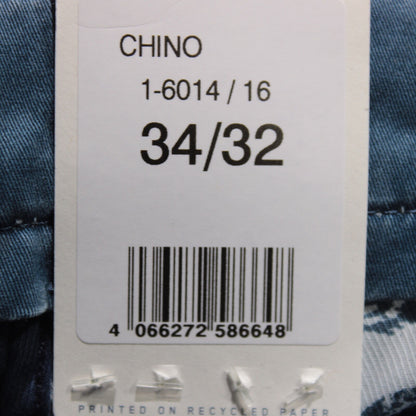 CHINO
1-6014 / 16
34/32
4 066272 586648
PRINTED ON RECYCLED PAPER